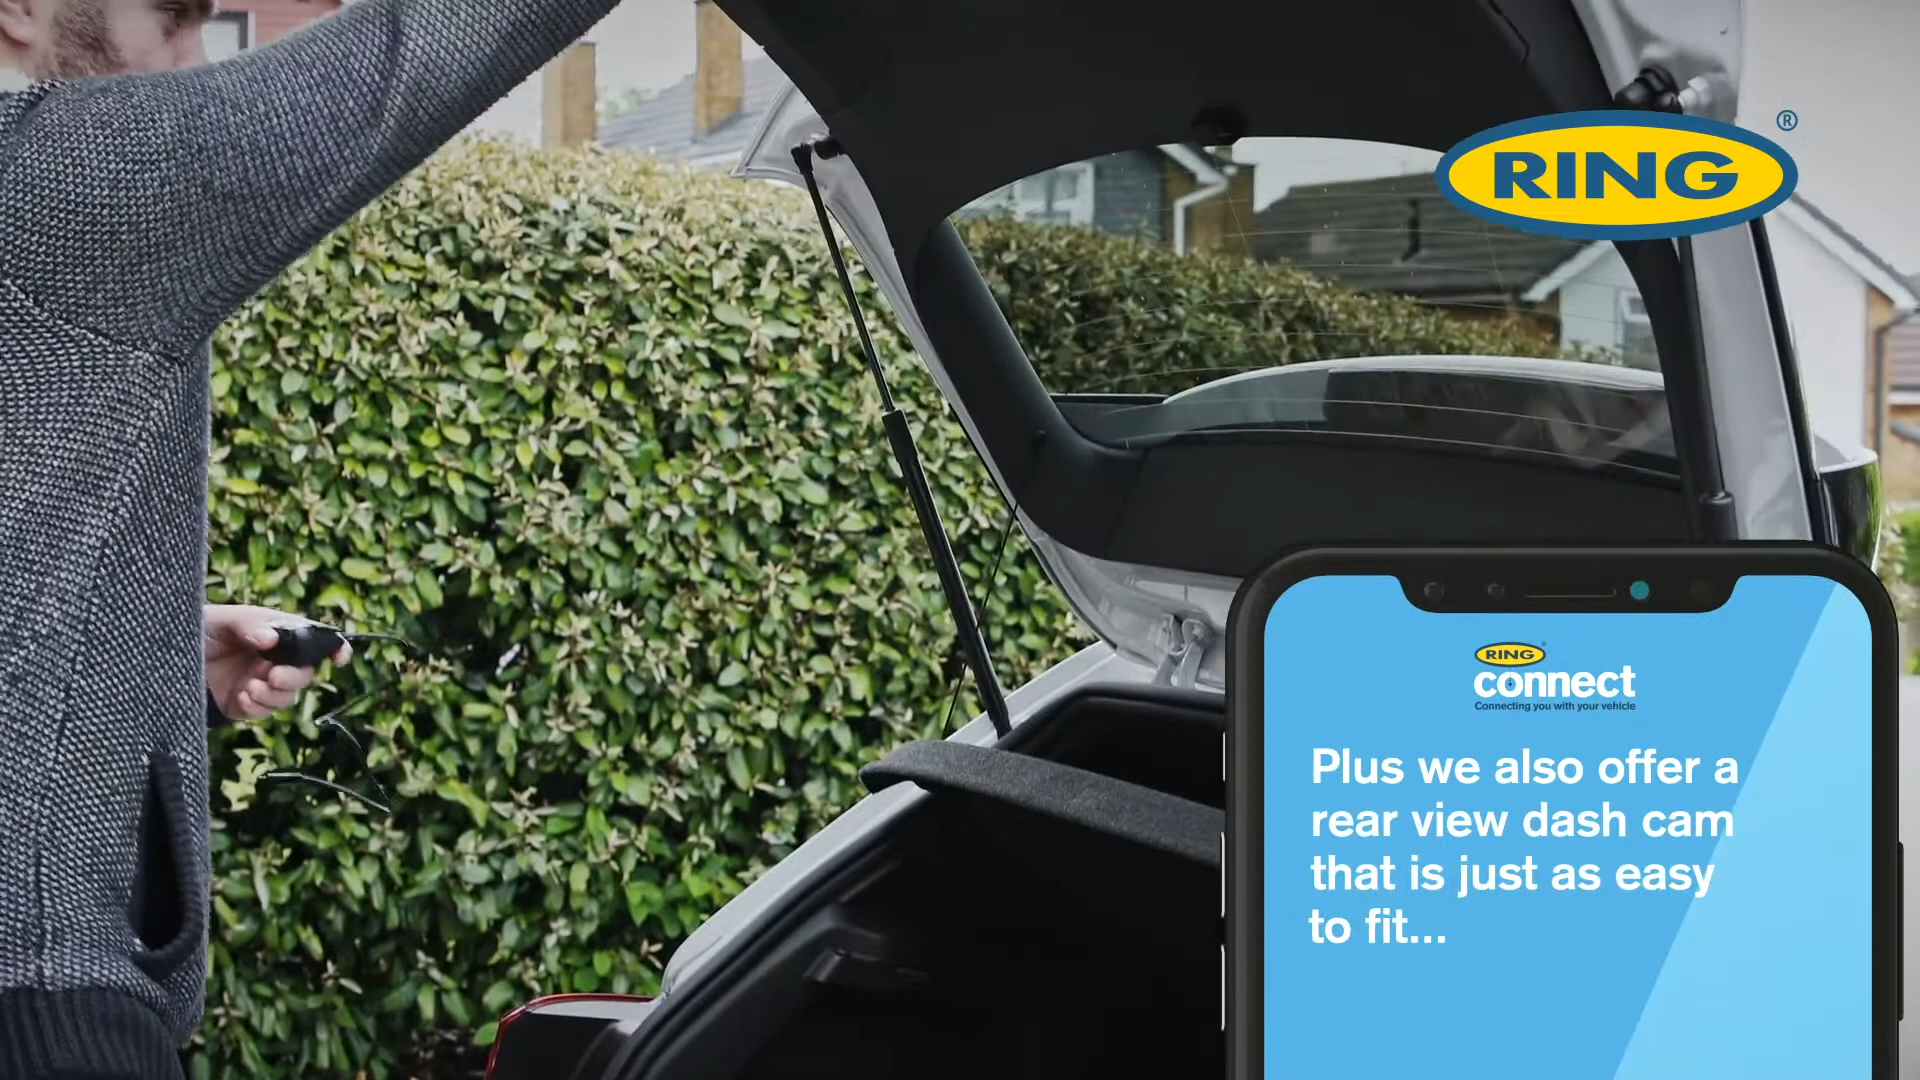 RING®
RING
connect
Connecting you with your vehicle
Plus we also offer a
rear view dash cam
that is just as easy
to fit...